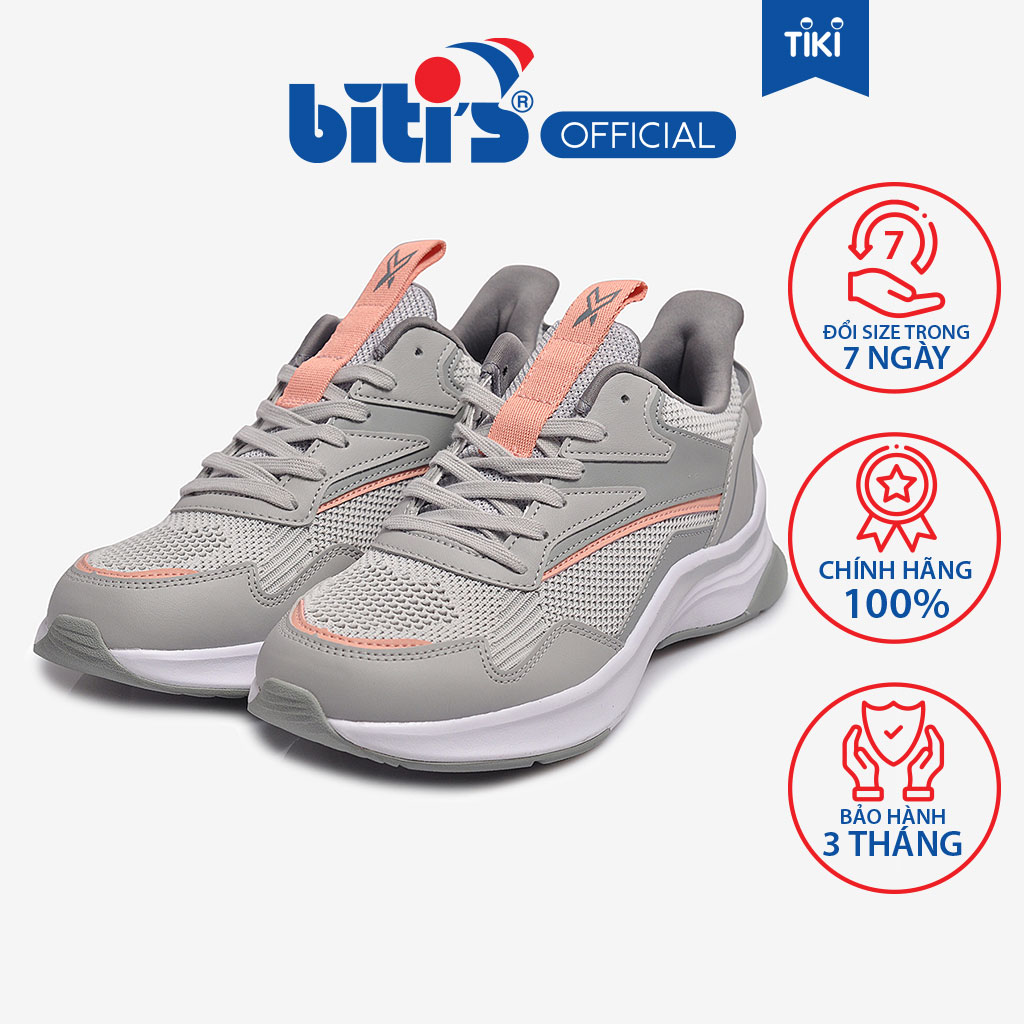 TIKI
biti's®
OFFICIAL
7
ĐỔI SIZE TRONG
7 NGÀY
CHÍNH HÃNG
100%
BẢO HÀNH
3 THÁNG